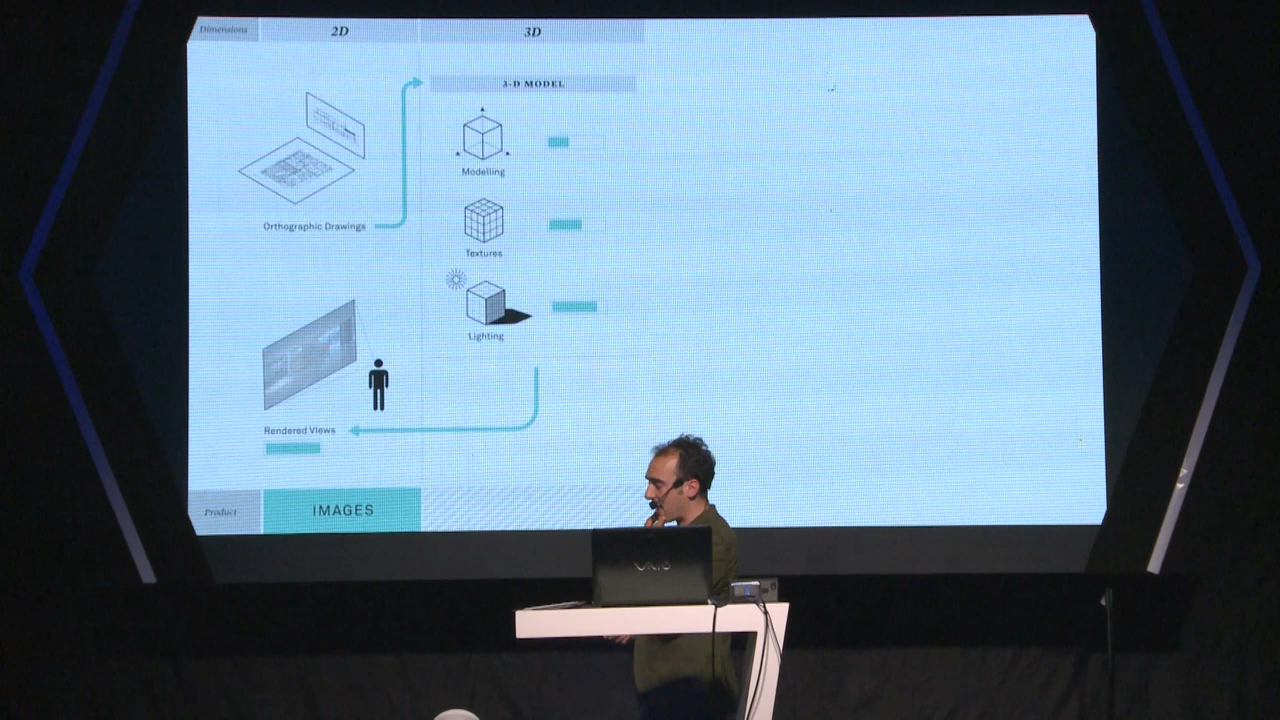 Dimensions
2D
3D
3-D MODEL
Modelling
Orthographic Drawings
Textures
Lighting
Rendered Views
Product
IMAGES
VAIO